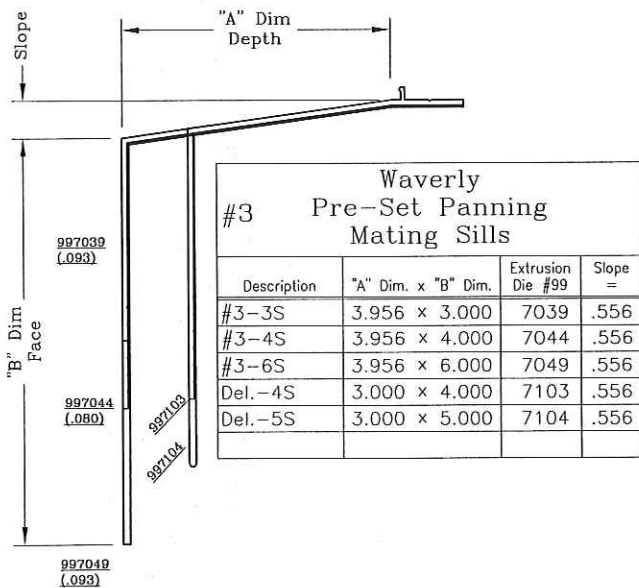 "A" Dim
Depth
Slope
"B" Dim
Face
997039
(.093)
997044
(.080)
997049
(.093)
997103
997104
#3
Waverly
Pre-Set Panning
Mating Sills
Description "A" Dim. x "B" Dim. Extrusion Die #99 Slope =
#3-3S 3.956 x 3.000 7039 .556
#3-4S 3.956 x 4.000 7044 .556
#3-6S 3.956 x 6.000 7049 .556
Del.-4S 3.000 x 4.000 7103 .556
Del.-5S 3.000 x 5.000 7104 .556